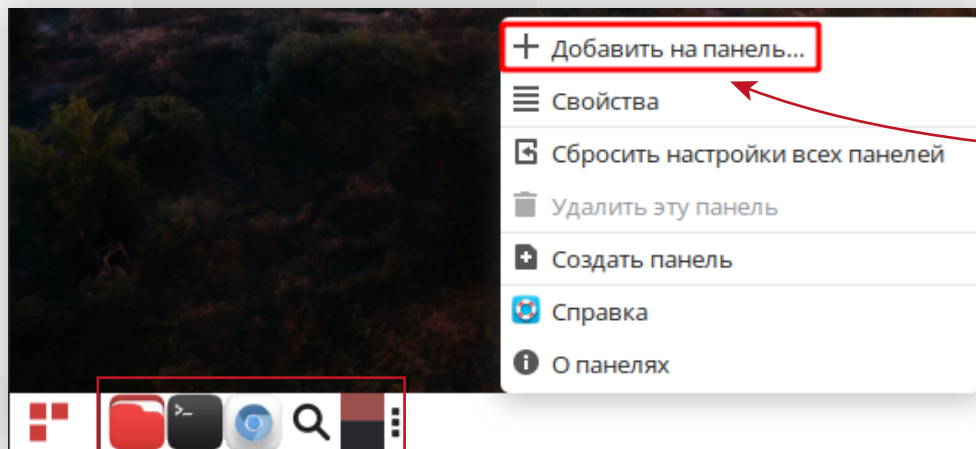 Добавить на панель...
Свойства
Сбросить настройки всех панелей
Удалить эту панель
Создать панель
Справка
О панелях
>_